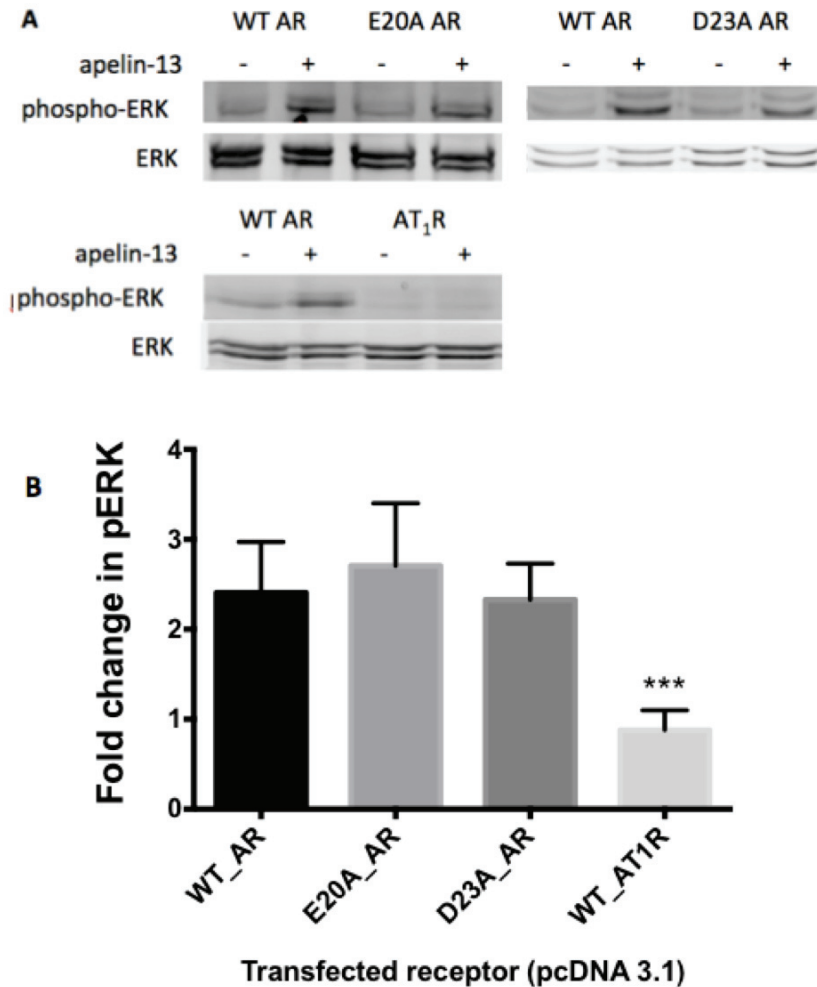 A
WT AR E20A AR WT AR D23A AR
apelin-13 - + - + - + - +
phospho-ERK
ERK
WT AR AT₁R
apelin-13 - + - +
phospho-ERK
ERK
B
Fold change in pERK
4
3
2
1
0
***
WT_AR
E20A_AR
D23A_AR
WT_AT1R
Transfected receptor (pcDNA 3.1)